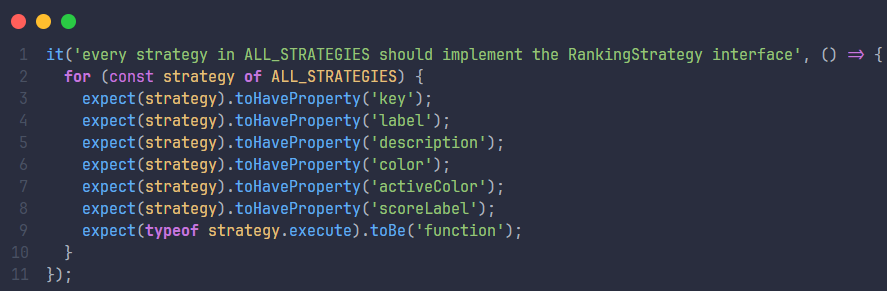 1 it('every strategy in ALL_STRATEGIES should implement the RankingStrategy interface', () => {
2   for (const strategy of ALL_STRATEGIES) {
3     expect(strategy).toHaveProperty('key');
4     expect(strategy).toHaveProperty('label');
5     expect(strategy).toHaveProperty('description');
6     expect(strategy).toHaveProperty('color');
7     expect(strategy).toHaveProperty('activeColor');
8     expect(strategy).toHaveProperty('scoreLabel');
9     expect(typeof strategy.execute).toBe('function');
10   }
11 });